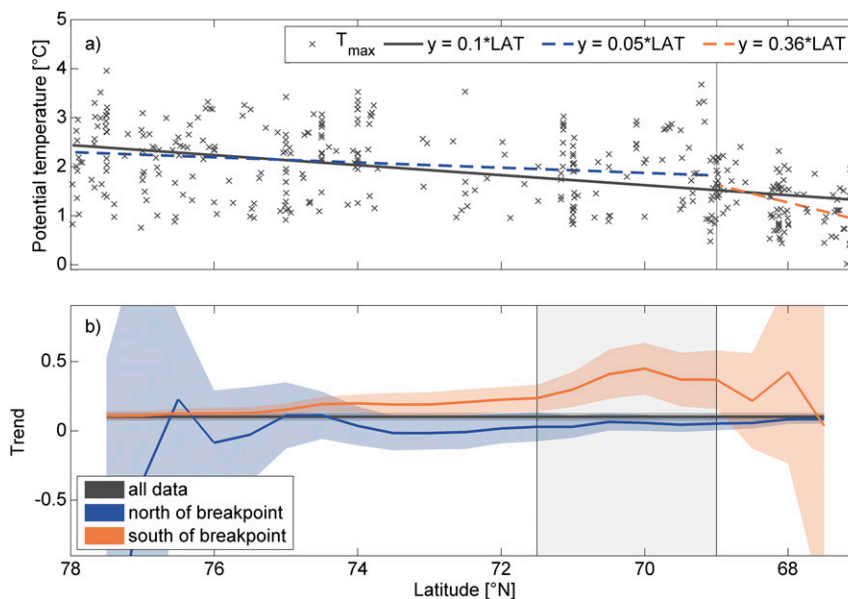 a)
T_max y = 0.1*LAT y = 0.05*LAT y = 0.36*LAT
Potential temperature [°C]
5
4
3
2
1
0
b)
Trend
0.5
0
-0.5
all data
north of breakpoint
south of breakpoint
78 76 74 72 70 68
Latitude [°N]